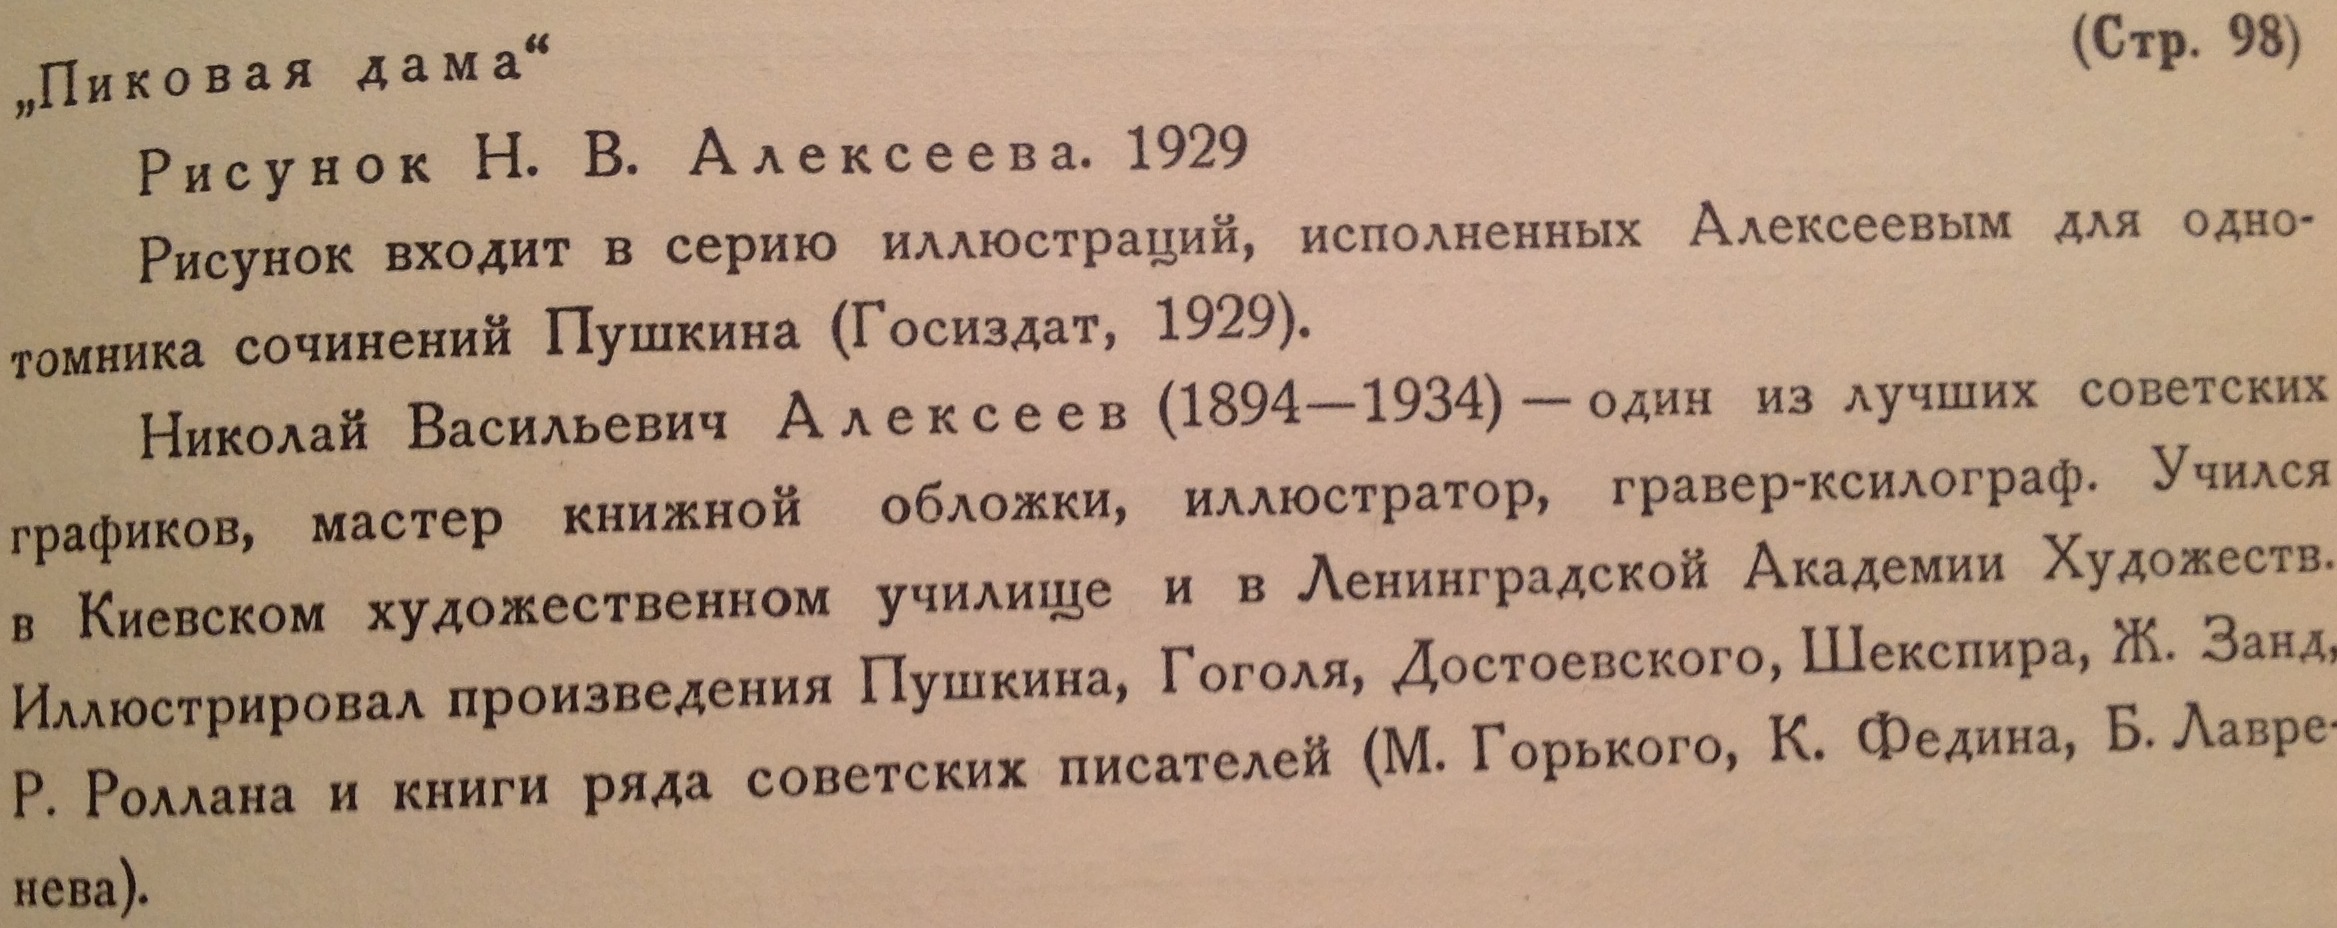 „Пиковая дама“ (Стр. 98)
Рисунок Н. В. Алексеева. 1929
Рисунок входит в серию иллюстраций, исполненных Алексеевым для одно-
томника сочинений Пушкина (Госиздат, 1929).
Николай Васильевич Алексеев (1894—1934) — один из лучших советских
графиков, мастер книжной обложки, иллюстратор, гравер-ксилограф. Учился
в Киевском художественном училище и в Ленинградской Академии Художеств.
Иллюстрировал произведения Пушкина, Гоголя, Достоевского, Шекспира, Ж. Занд,
Р. Роллана и книги ряда советских писателей (М. Горького, К. Федина, Б. Лавре-
нева).